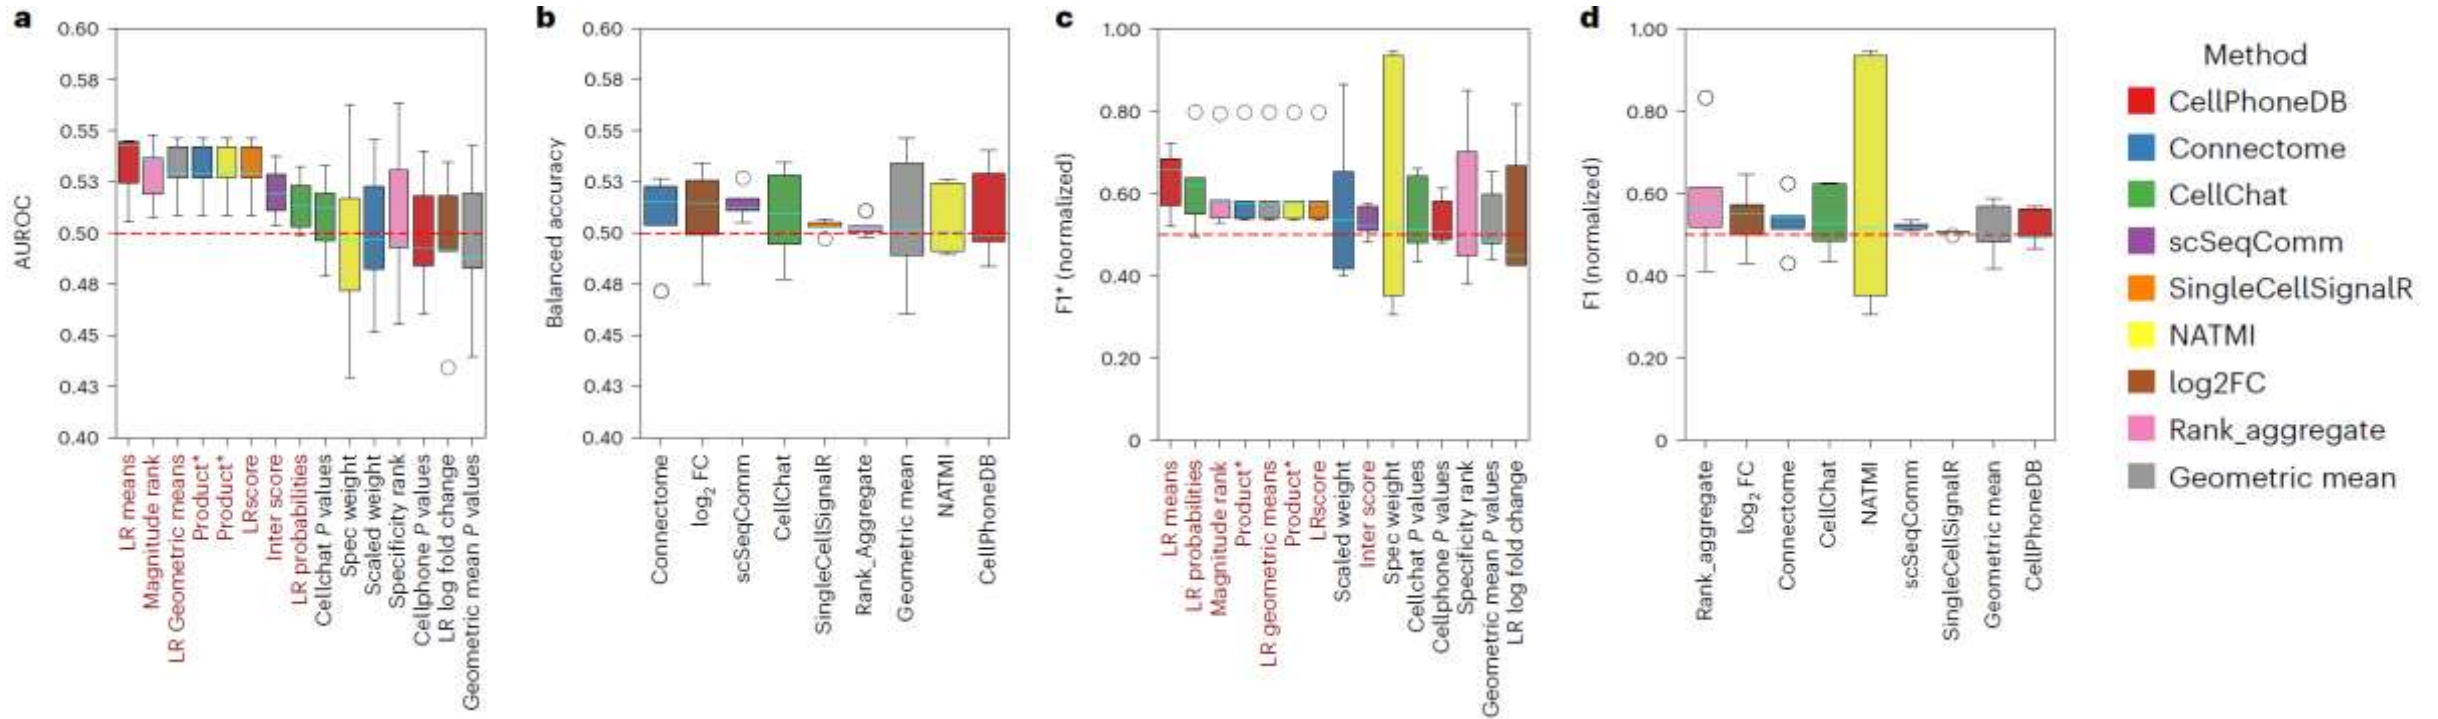 a
0.60
0.58
0.55
0.53
0.50
0.48
0.45
0.43
0.40
AUROC
LR means
Magnitude rank
LR Geometric means
Product*
Product*
LRscore
Inter score
LR probabilities
Cellchat P values
Spec weight
Scaled weight
Specificity rank
Cellphone P values
LR log fold change
Geometric mean P values
b
0.60
0.58
0.55
0.53
0.50
0.48
0.45
0.43
0.40
Balanced accuracy
Connectome
log2 FC
scSeqComm
CellChat
SingleCellSignalR
Rank_Aggregate
Geometric mean
NATMI
CellPhoneDB
c
1.00
0.80
0.60
0.40
0.20
0
F1* (normalized)
LR means
LR probabilities
Magnitude rank
Product*
LR geometric means
Product*
LRscore
Scaled weight
Inter score
Spec weight
Cellchat P values
Cellphone P values
Specificity rank
Geometric mean P values
LR log fold change
d
1.00
0.80
0.60
0.40
0.20
0
F1 (normalized)
Rank_aggregate
log2 FC
Connectome
CellChat
NATMI
scSeqComm
SingleCellSignalR
Geometric mean
CellPhoneDB
Method
CellPhoneDB
Connectome
CellChat
scSeqComm
SingleCellSignalR
NATMI
log2FC
Rank_aggregate
Geometric mean